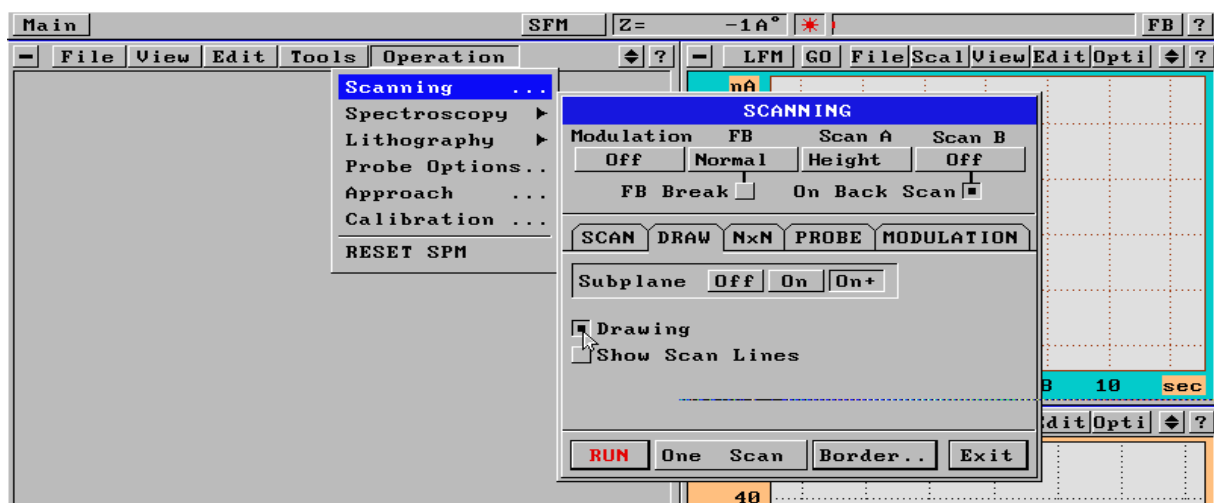 Main SFM Z= -1A° FB ?
- File View Edit Tools Operation ?
- LFM GO File Scal View Edit Opti ?
nA
Scanning ...
Spectroscopy
Lithography
Probe Options..
Approach ...
Calibration ...
RESET SPM
SCANNING
Modulation FB Scan A Scan B
Off Normal Height Off
FB Break On Back Scan
SCAN DRAW NxN PROBE MODULATION
Subplane Off On On+
Drawing
Show Scan Lines
RUN One Scan Border.. Exit
10 sec
dit Opti ?
40